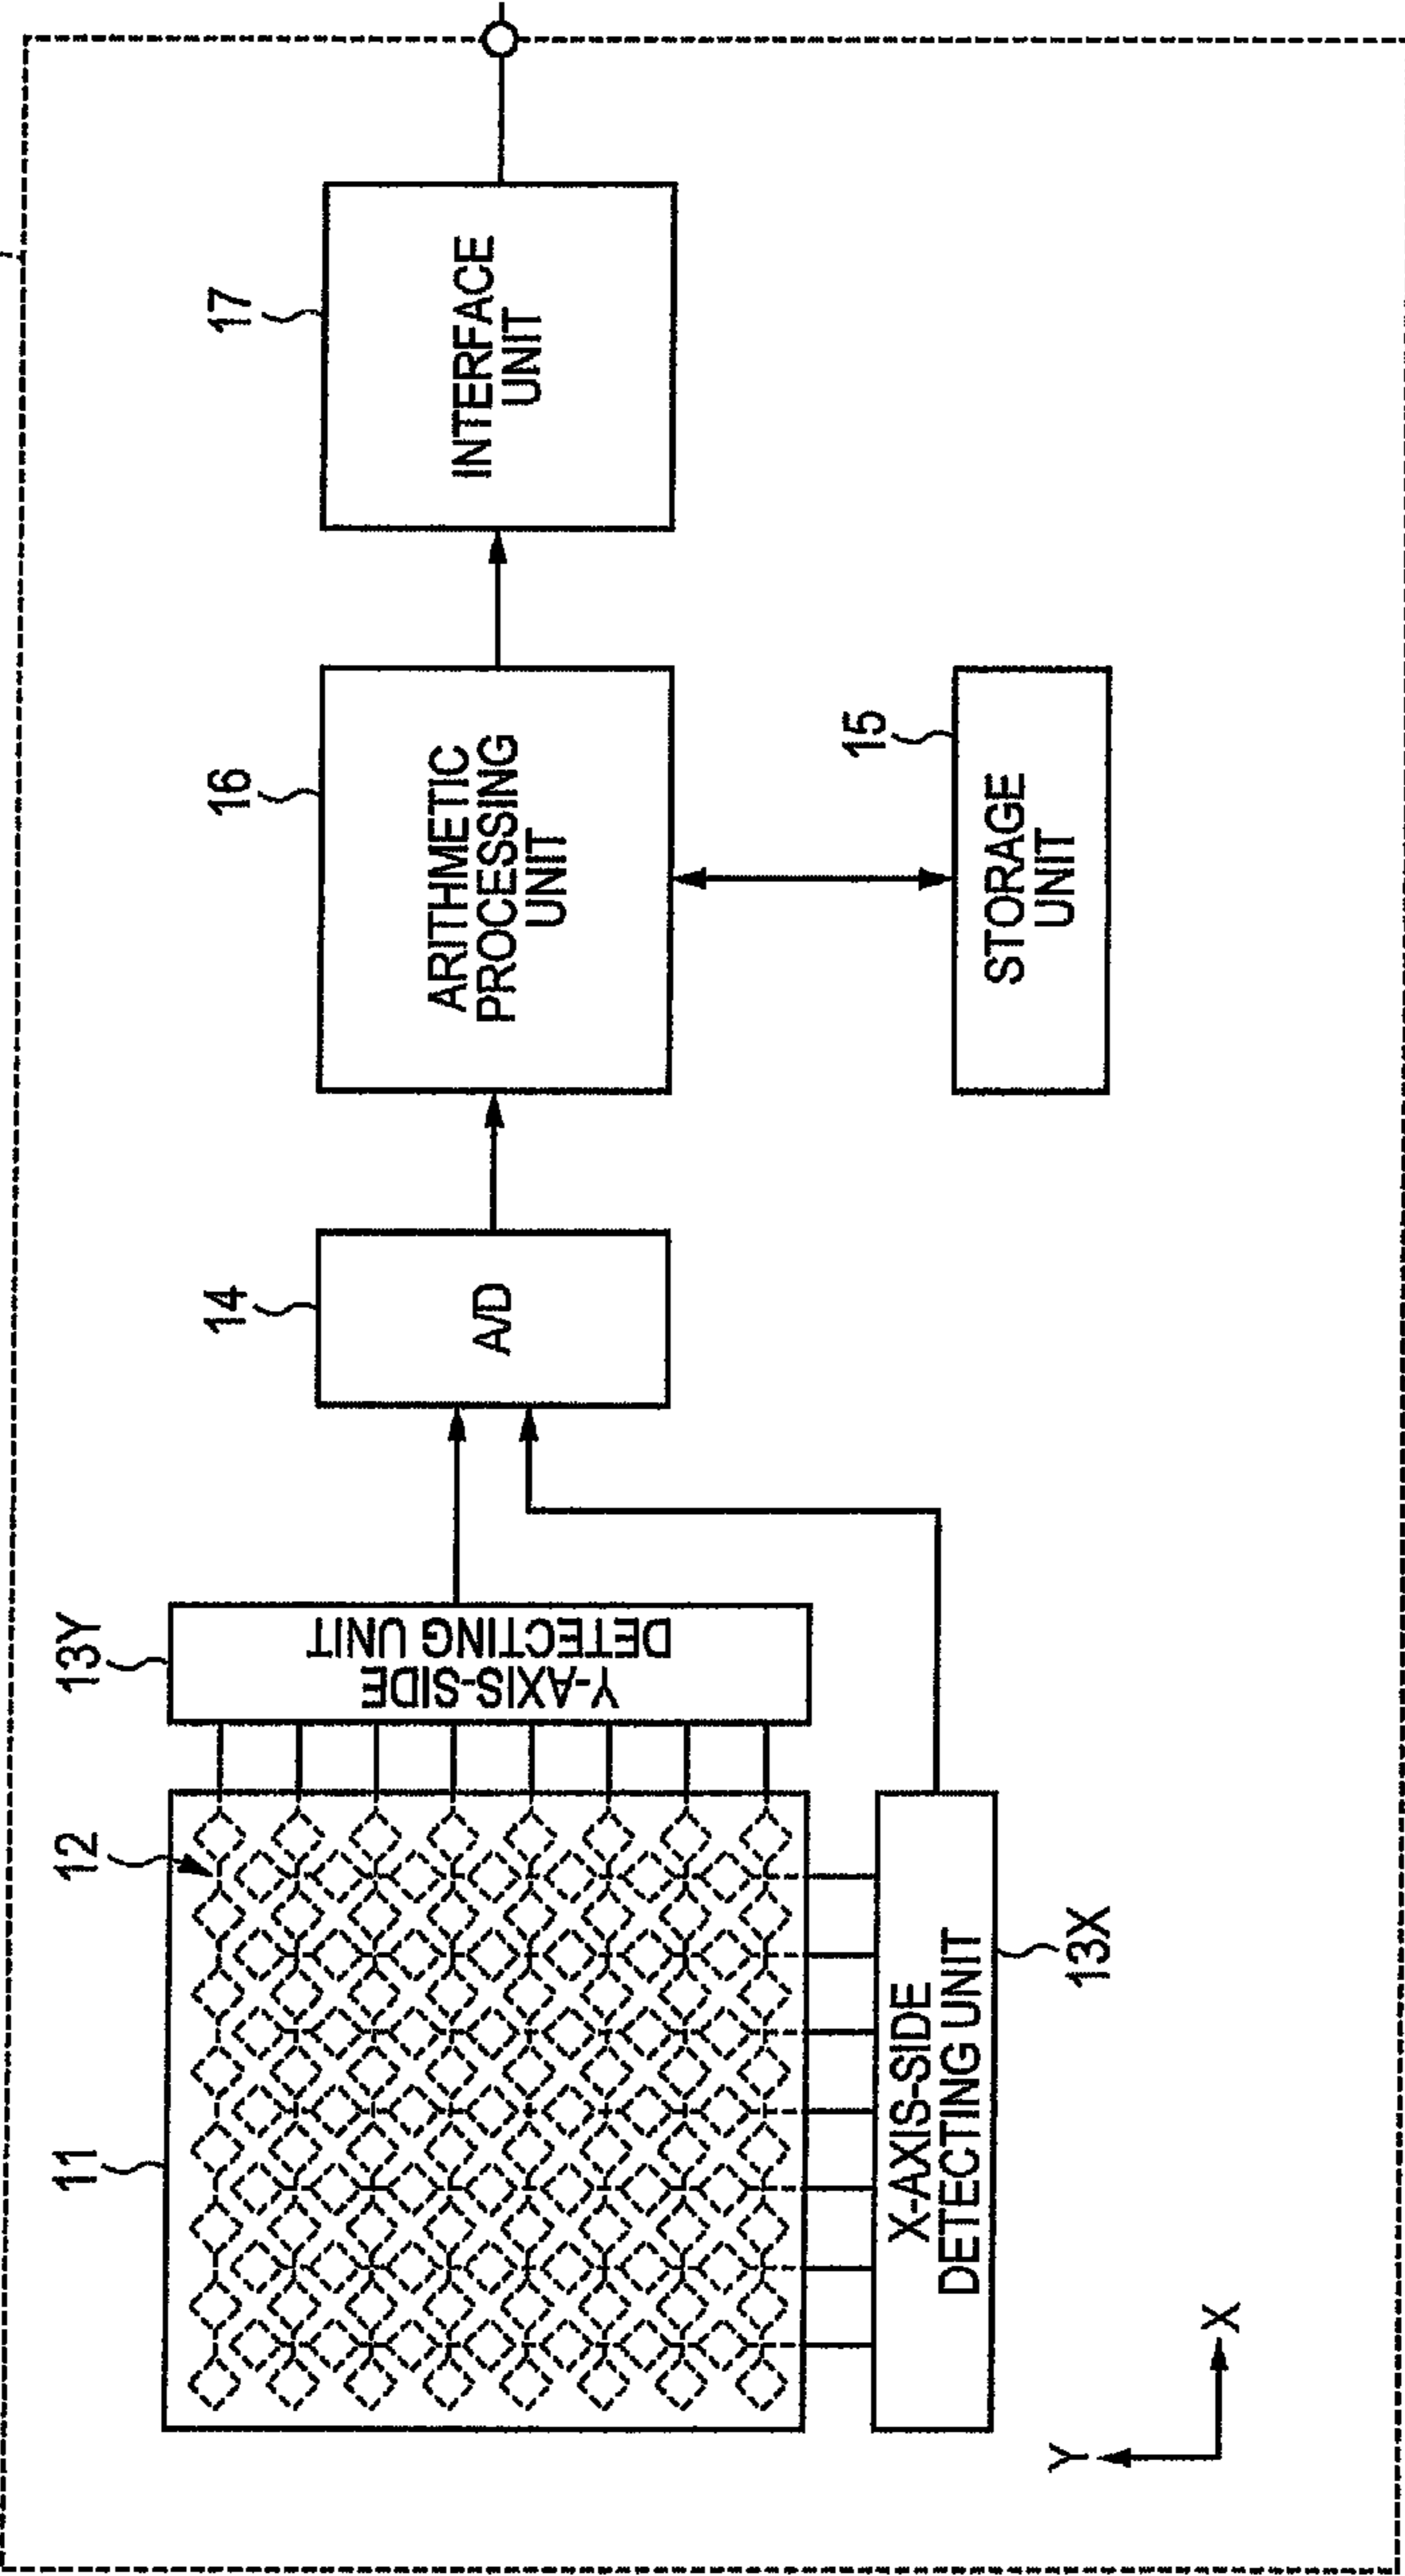 11
12
13Y
Y-AXIS-SIDE
DETECTING UNIT
X-AXIS-SIDE
DETECTING UNIT
13X
Y
X
14
A/D
16
ARITHMETIC
PROCESSING
UNIT
15
STORAGE
UNIT
17
INTERFACE
UNIT